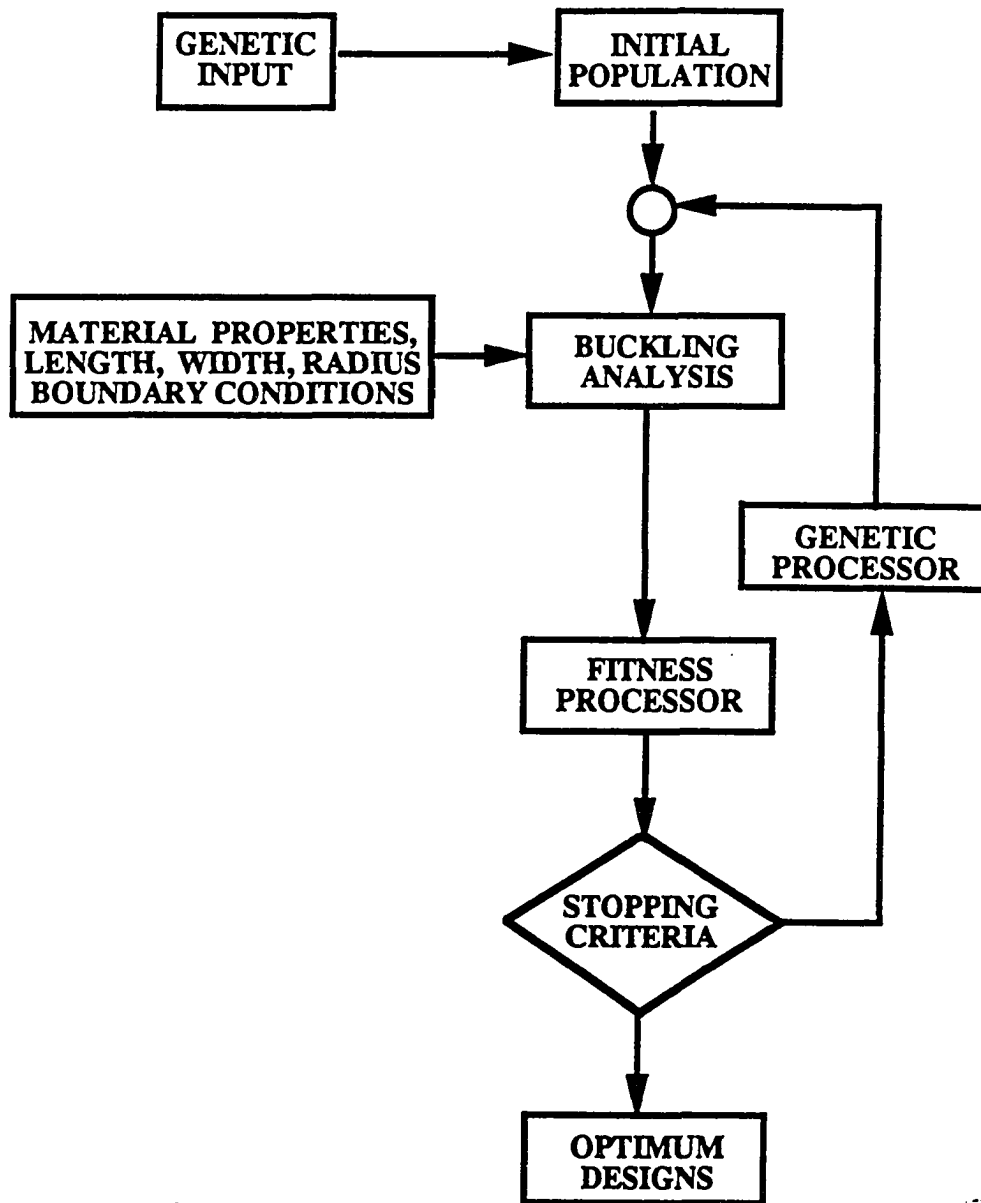 GENETIC
INPUT
INITIAL
POPULATION
MATERIAL PROPERTIES,
LENGTH, WIDTH, RADIUS
BOUNDARY CONDITIONS
BUCKLING
ANALYSIS
GENETIC
PROCESSOR
FITNESS
PROCESSOR
STOPPING
CRITERIA
OPTIMUM
DESIGNS